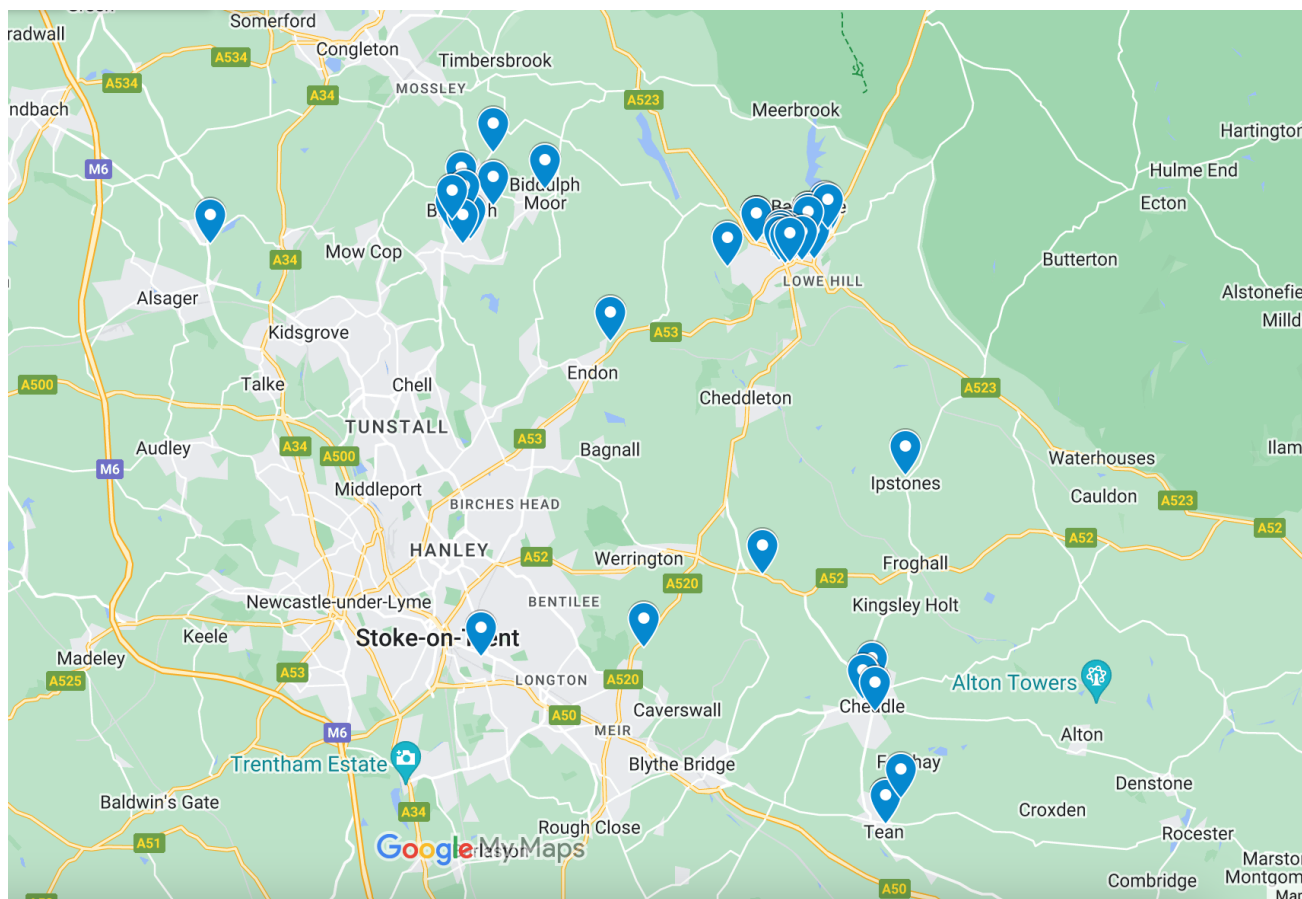 Somerford
Congleton
Timbersbrook
A534
A534
A34
MOSSLEY
A523
Meerbrook
Hartington
M6
Hulme End
Ecton
Biddulph
Moor
Mow Cop
A34
Butterton
Alsager
LOWE HILL
Kidsgrove
A53
Endon
A500
Talke
Chell
A523
Cheddleton
TUNSTALL
A34
A500
A53
Audley
Bagnall
M6
Waterhouses
Ipstones
Middleport
Cauldon
A523
BIRCHES HEAD
A52
A52
HANLEY
A52
Werrington
Froghall
A520
A52
Newcastle-under-Lyme
BENTILEE
Kingsley Holt
Keele
Stoke-on-Trent
Madeley
A53
A525
LONGTON
A520
Alton Towers
Caverswall
Cheadle
A50
M6
MEIR
Alton
Trentham Estate
Blythe Bridge
Denstone
Baldwin's Gate
A34
Croxden
Rough Close
Tean
Rocester
A51
Google My Maps
Combridge
A50